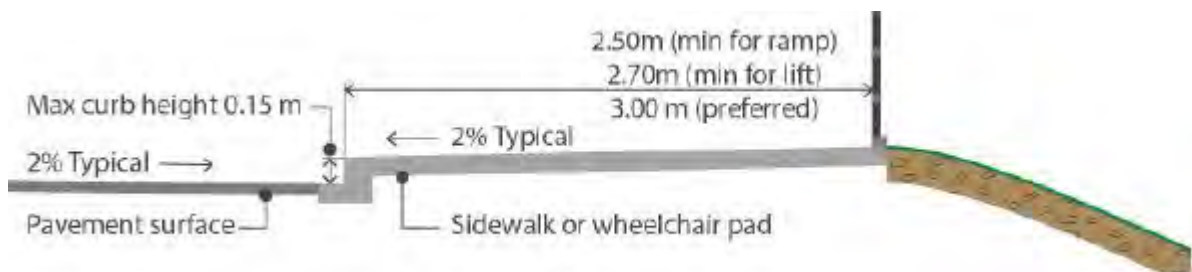 2.50m (min for ramp)
2.70m (min for lift)
3.00 m (preferred)
Max curb height 0.15 m
2% Typical
2% Typical
Pavement surface
Sidewalk or wheelchair pad